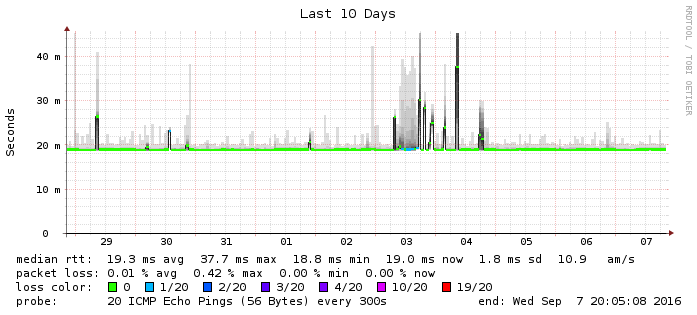 Last 10 Days
RRDTOOL / TOBI OETIKER
Seconds
40 m
30 m
20 m
10 m
0
29 30 31 01 02 03 04 05 06 07
median rtt: 19.3 ms avg 37.7 ms max 18.8 ms min 19.0 ms now 1.8 ms sd 10.9 am/s
packet loss: 0.01 % avg 0.42 % max 0.00 % min 0.00 % now
loss color: 0 1/20 2/20 3/20 4/20 10/20 19/20
probe: 20 ICMP Echo Pings (56 Bytes) every 300s end: Wed Sep 7 20:05:08 2016